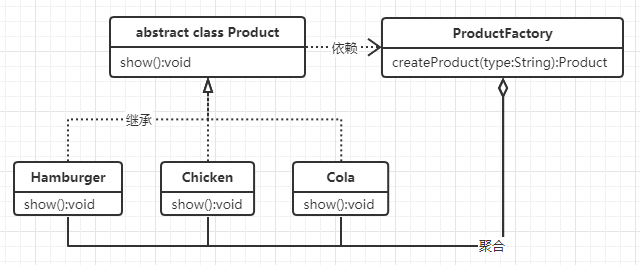 abstract class Product
show():void
依赖
ProductFactory
createProduct(type:String):Product
继承
Hamburger
show():void
Chicken
show():void
Cola
show():void
聚合